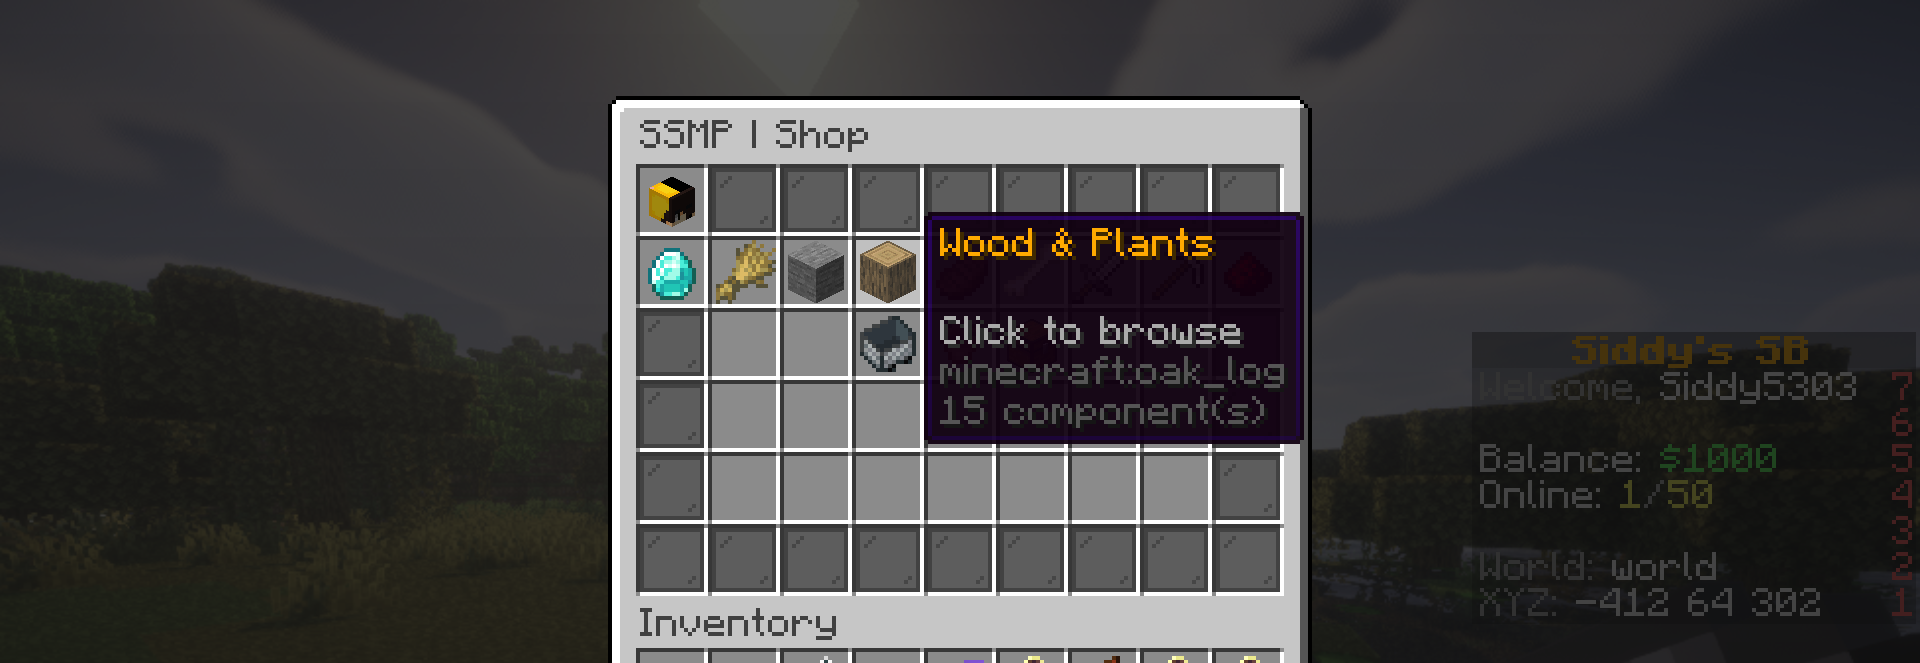 SSMP | Shop
Wood & Plants
Click to browse
minecraft:oak_log
15 component(s)
Siddy's SB
Welcome, Siddy5303 7
6
Balance: $1000 5
Online: 1/50 4
3
World: world 2
XYZ: -412 64 302 1
Inventory